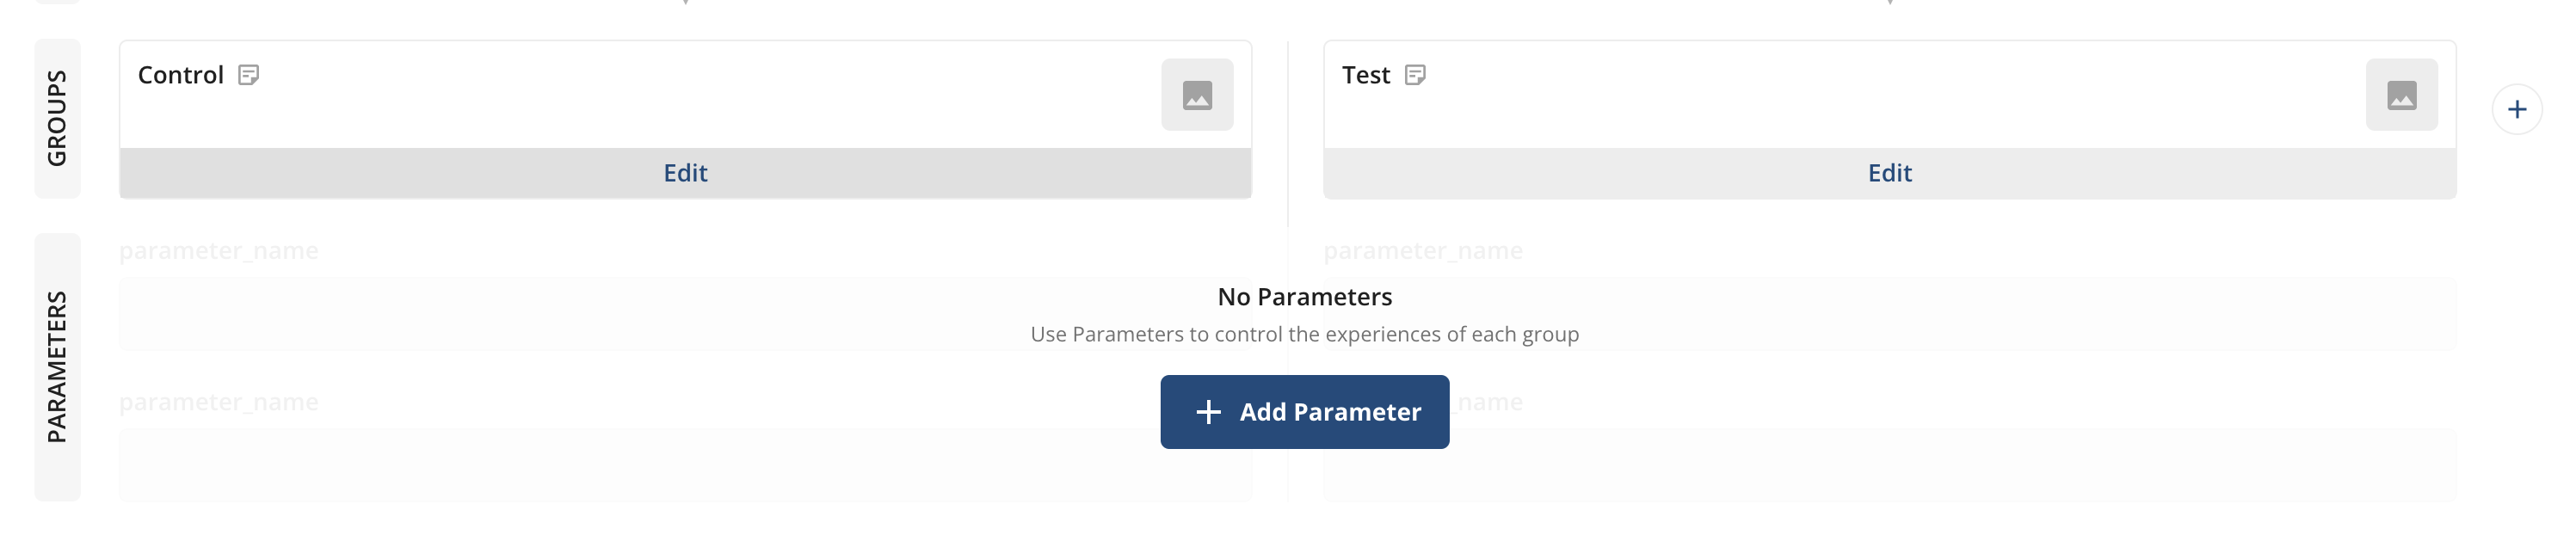 GROUPS
Control
Test
Edit
Edit
PARAMETERS
parameter_name
parameter_name
No Parameters
Use Parameters to control the experiences of each group
parameter_name
_name
Add Parameter